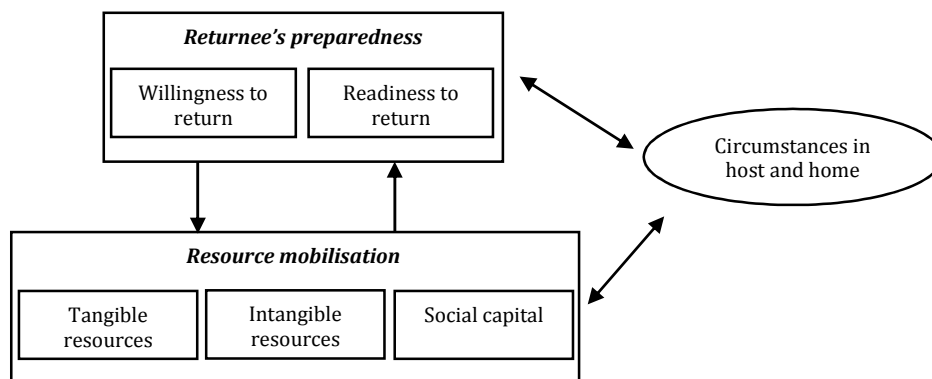 Returnee’s preparedness
Willingness to
return
Readiness to
return
Circumstances in
host and home
Resource mobilisation
Tangible
resources
Intangible
resources
Social capital